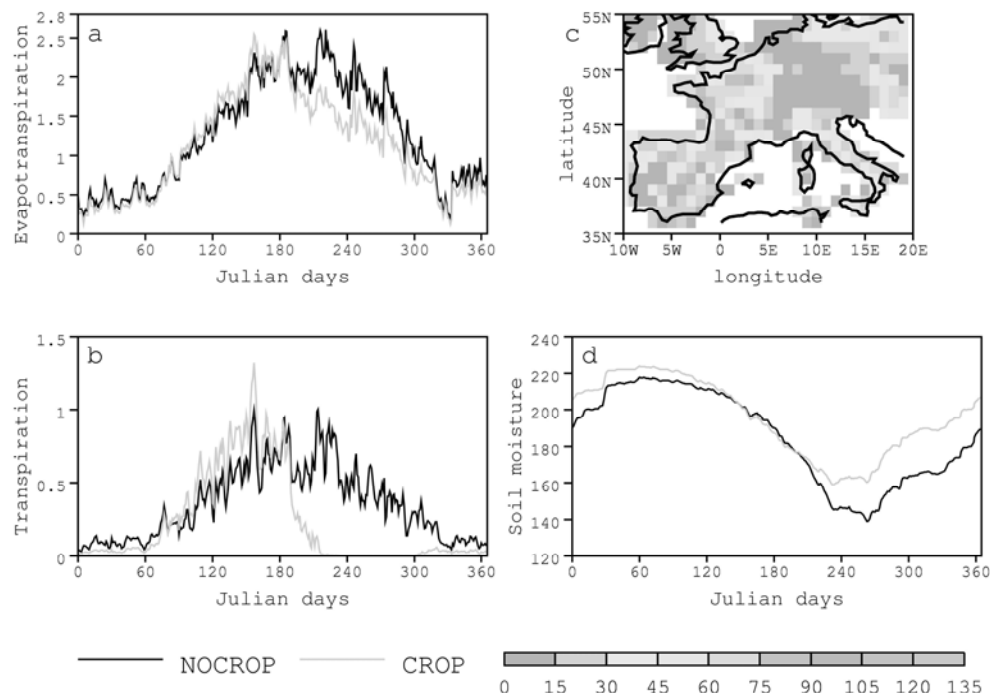 a
Evapotranspiration
2.8
2.5
2
1.5
1
0.5
0
0 60 120 180 240 300 360
Julian days
c
latitude
55N
50N
45N
40N
35N
10W 5W 0 5E 10E 15E 20E
longitude
b
Transpiration
1.5
1
0.5
0
0 60 120 180 240 300 360
Julian days
d
Soil moisture
240
220
200
180
160
140
120
0 60 120 180 240 300 360
Julian days
NOCROP CROP
0 15 30 45 60 75 90 105 120 135